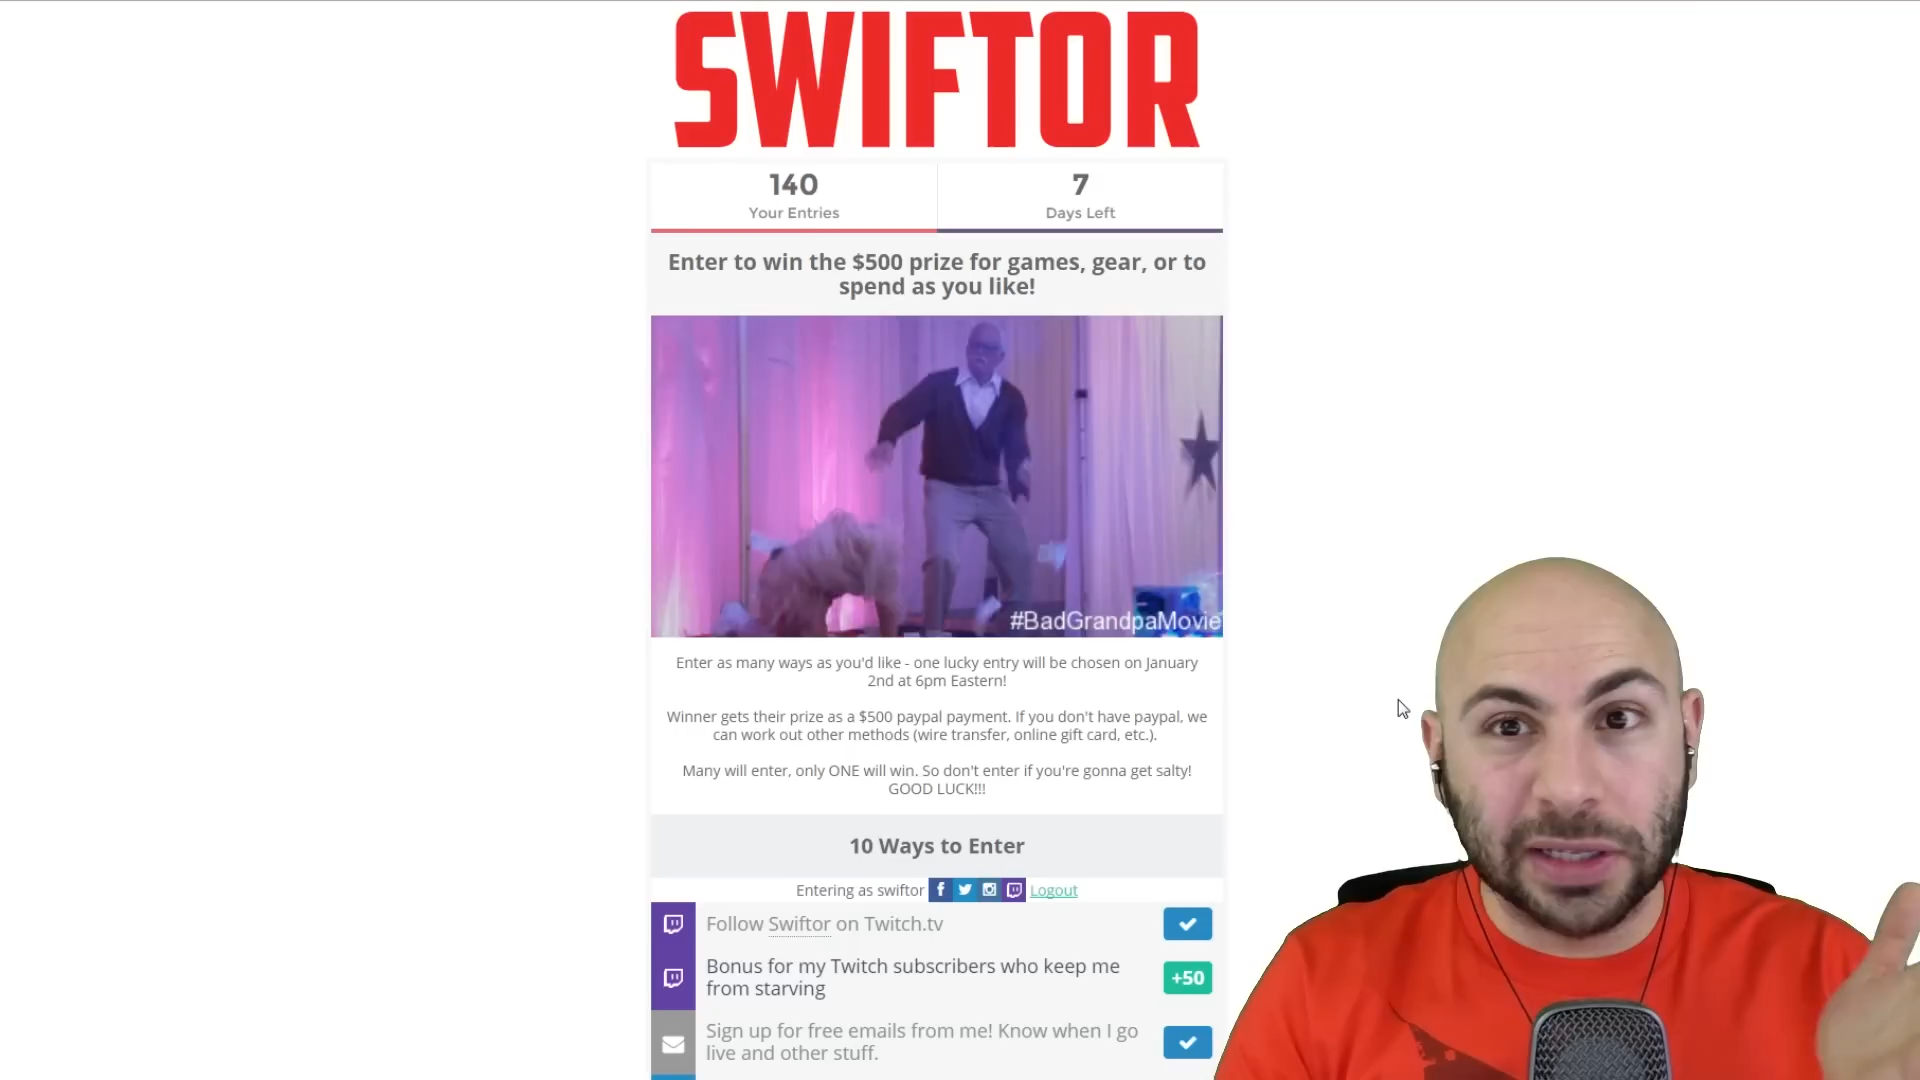 SWIFTOR
140
Your Entries
7
Days Left
Enter to win the $500 prize for games, gear, or to
spend as you like!
#BadGrandpaMovie
Enter as many ways as you'd like - one lucky entry will be chosen on January
2nd at 6pm Eastern!
Winner gets their prize as a $500 paypal payment. If you don't have paypal, we
can work out other methods (wire transfer, online gift card, etc.).
Many will enter, only ONE will win. So don't enter if you're gonna get salty!
GOOD LUCK!!!
10 Ways to Enter
Entering as swiftor Logout
Follow Swiftor on Twitch.tv
Bonus for my Twitch subscribers who keep me
from starving
+50
Sign up for free emails from me! Know when I go
live and other stuff.